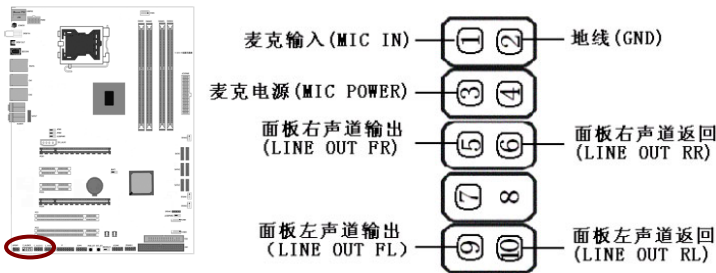 麦克输入(MIC IN)
1
2
地线(GND)
麦克电源(MIC POWER)
3
4
面板右声道输出
(LINE OUT FR)
5
6
面板右声道返回
(LINE OUT RR)
7
8
面板左声道输出
(LINE OUT FL)
9
10
面板左声道返回
(LINE OUT RL)